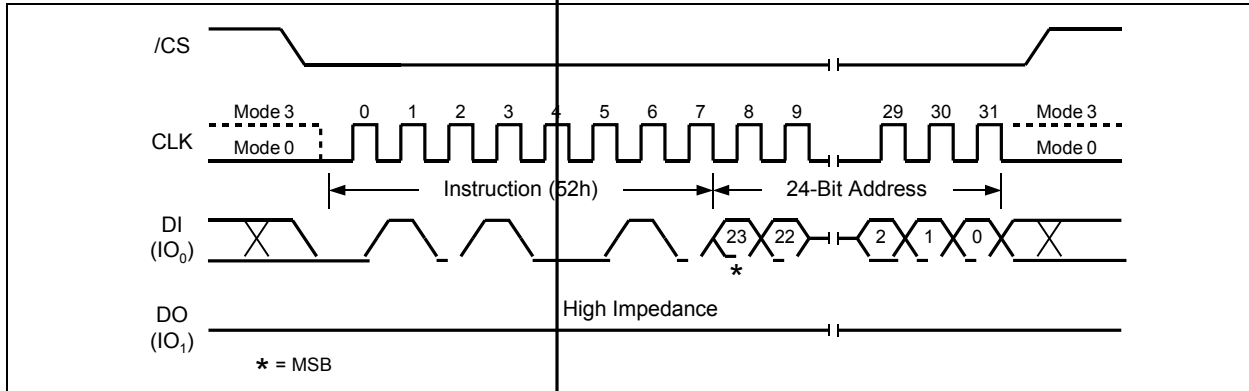 /CS
Mode 3
0 1 2 3 4 5 6 7 8 9 29 30 31
Mode 3
CLK
Mode 0
Mode 0
Instruction (52h)
24-Bit Address
DI
(IO0)
23 22 2 1 0
*
DO
(IO1)
High Impedance
* = MSB